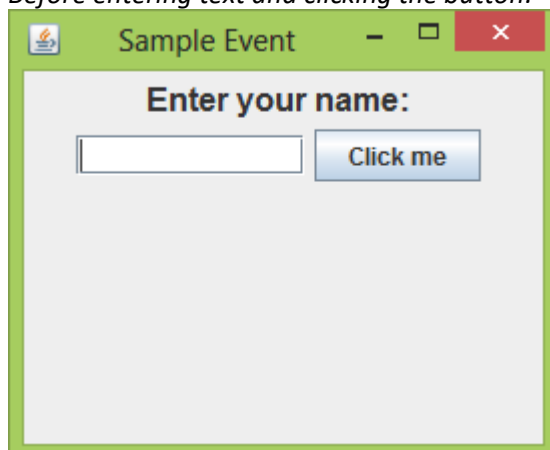 Before entering text and clicking the button:
Sample Event
Enter your name:
Click me